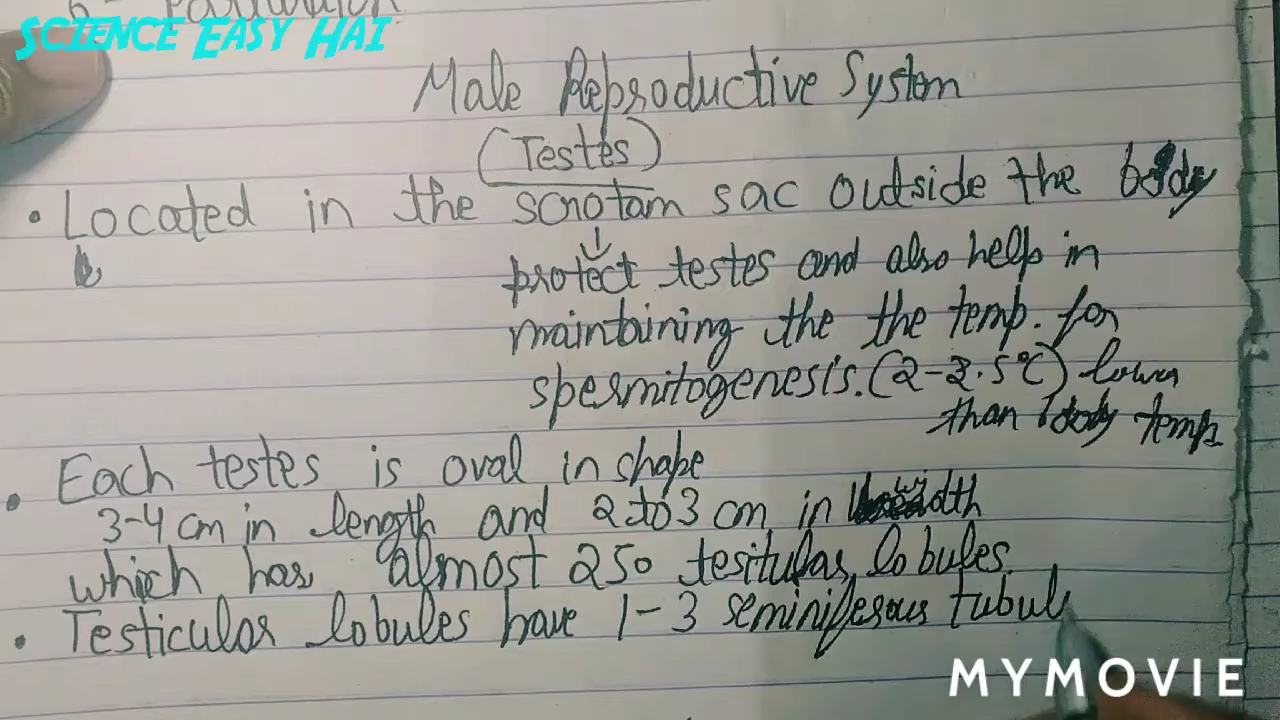 SCIENCE EASY HAI
Male Reproductive System
(Testes)
• Located in the scrotam sac outside the body
protect testes and also help in
maintaining the the temp. for
spermitogenesis. (2-2.5°C) lower
than body temp
• Each testes is oval in shape
3-4 cm in length and 2 to 3 cm in width
which has almost 250 tesitular lobules.
• Testicular lobules have 1-3 seminiferous tubul
MYMOVIE